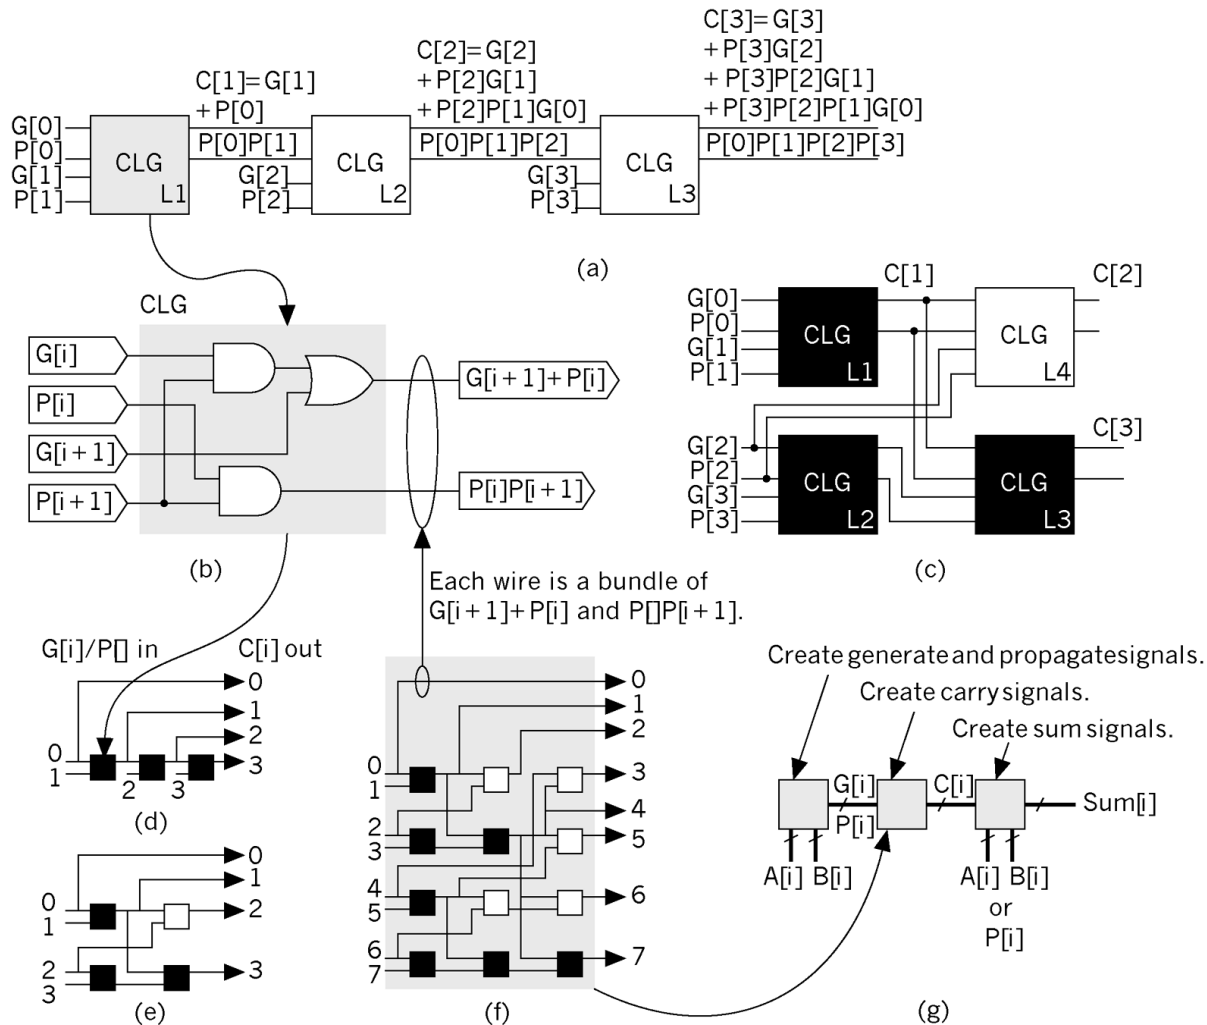 C[1]=G[1]
+P[0]
C[2]=G[2]
+P[2]G[1]
+P[2]P[1]G[0]
C[3]=G[3]
+P[3]G[2]
+P[3]P[2]G[1]
+P[3]P[2]P[1]G[0]
G[0]
P[0]
G[1]
P[1]
CLG
L1
P[0]P[1]
G[2]
P[2]
CLG
L2
P[0]P[1]P[2]
G[3]
P[3]
CLG
L3
P[0]P[1]P[2]P[3]
(a)
CLG
G[i]
P[i]
G[i+1]
P[i+1]
G[i+1]+P[i]
P[i]P[i+1]
(b)
Each wire is a bundle of
G[i+1]+P[i] and P[]P[i+1].
C[1]
C[2]
G[0]
P[0]
G[1]
P[1]
CLG
L1
CLG
L4
C[3]
G[2]
P[2]
G[3]
P[3]
CLG
L2
CLG
L3
(c)
G[i]/P[] in
C[i] out
0
1
2
3
0
1
2
3
(d)
0
1
2
3
0
1
2
3
(e)
0
1
2
3
4
5
6
7
0
1
2
3
4
5
6
7
(f)
Create generate and propagate signals.
Create carry signals.
Create sum signals.
G[i]
P[i]
C[i]
Sum[i]
A[i] B[i]
A[i] B[i]
or
P[i]
(g)